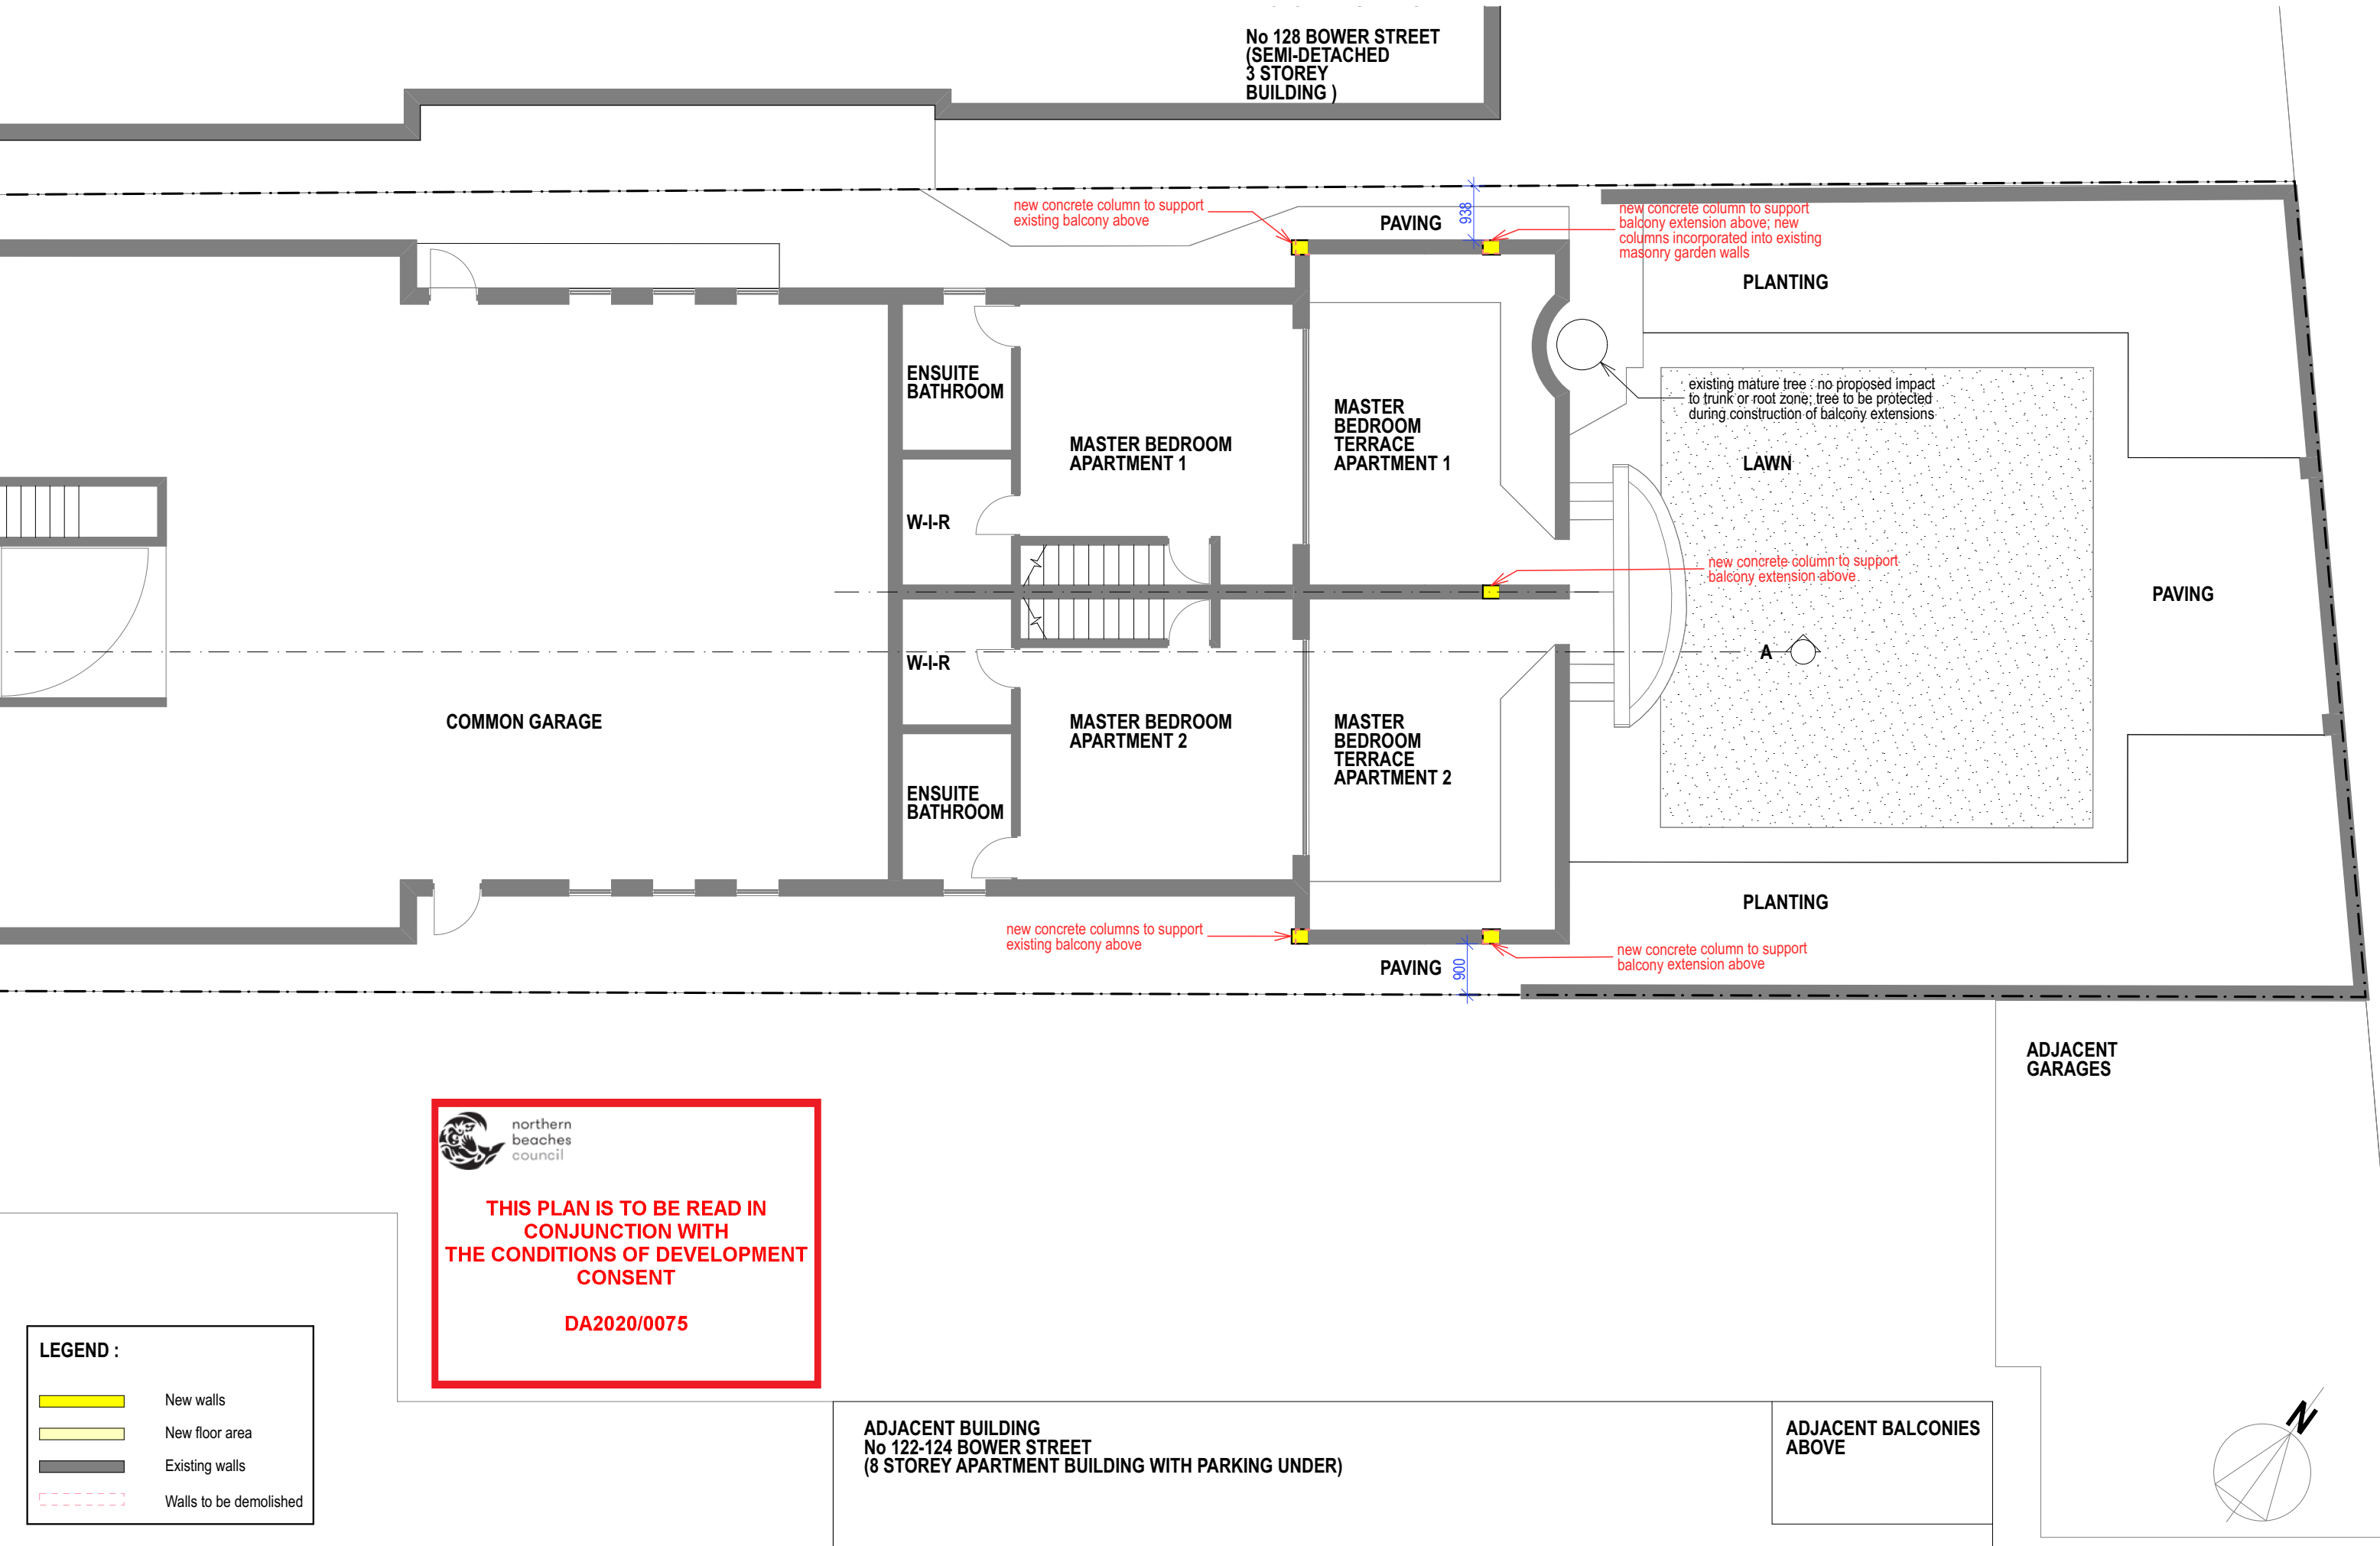 No 128 BOWER STREET
(SEMI-DETACHED
3 STOREY
BUILDING )
new concrete column to support
existing balcony above
PAVING
938
new concrete column to support
balcony extension above; new
columns incorporated into existing
masonry garden walls
PLANTING
ENSUITE
BATHROOM
MASTER BEDROOM
APARTMENT 1
MASTER
BEDROOM
TERRACE
APARTMENT 1
existing mature tree : no proposed impact
to trunk or root zone; tree to be protected
during construction of balcony extensions
LAWN
W-I-R
new concrete column to support
balcony extension above
PAVING
W-I-R
A
COMMON GARAGE
MASTER BEDROOM
APARTMENT 2
MASTER
BEDROOM
TERRACE
APARTMENT 2
ENSUITE
BATHROOM
PLANTING
new concrete columns to support
existing balcony above
PAVING
900
new concrete column to support
balcony extension above
ADJACENT
GARAGES
northern
beaches
council
THIS PLAN IS TO BE READ IN
CONJUNCTION WITH
THE CONDITIONS OF DEVELOPMENT
CONSENT
DA2020/0075
LEGEND :
New walls
New floor area
Existing walls
Walls to be demolished
ADJACENT BUILDING
No 122-124 BOWER STREET
(8 STOREY APARTMENT BUILDING WITH PARKING UNDER)
ADJACENT BALCONIES
ABOVE
N